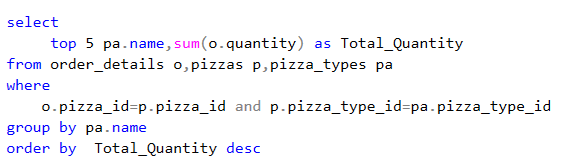 select
top 5 pa.name,sum(o.quantity) as Total_Quantity
from order_details o,pizzas p,pizza_types pa
where
o.pizza_id=p.pizza_id and p.pizza_type_id=pa.pizza_type_id
group by pa.name
order by  Total_Quantity desc